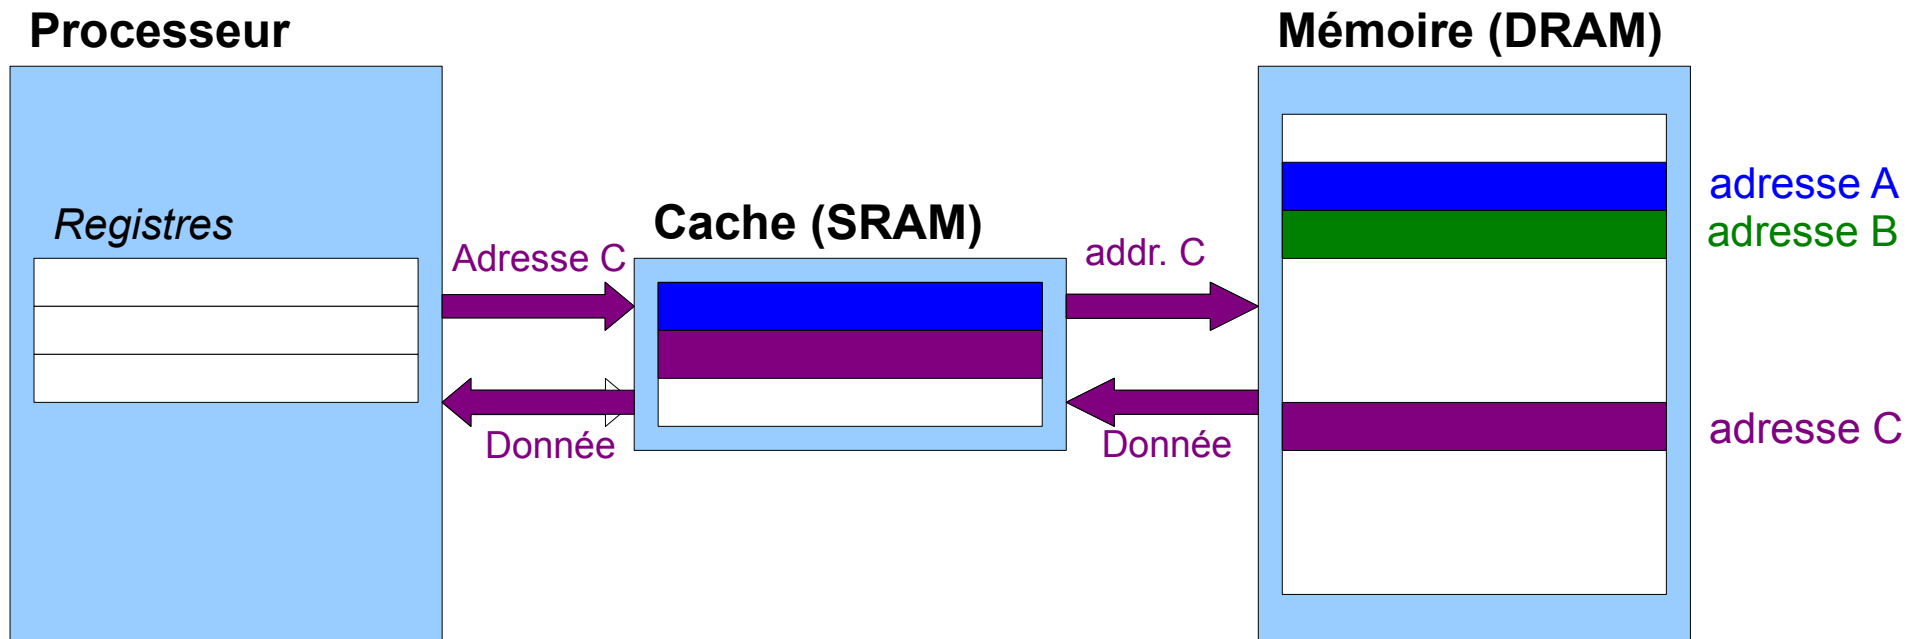 Processeur
Registres
Adresse C
Donnée
Cache (SRAM)
addr. C
Donnée
Mémoire (DRAM)
adresse A
adresse B
adresse C